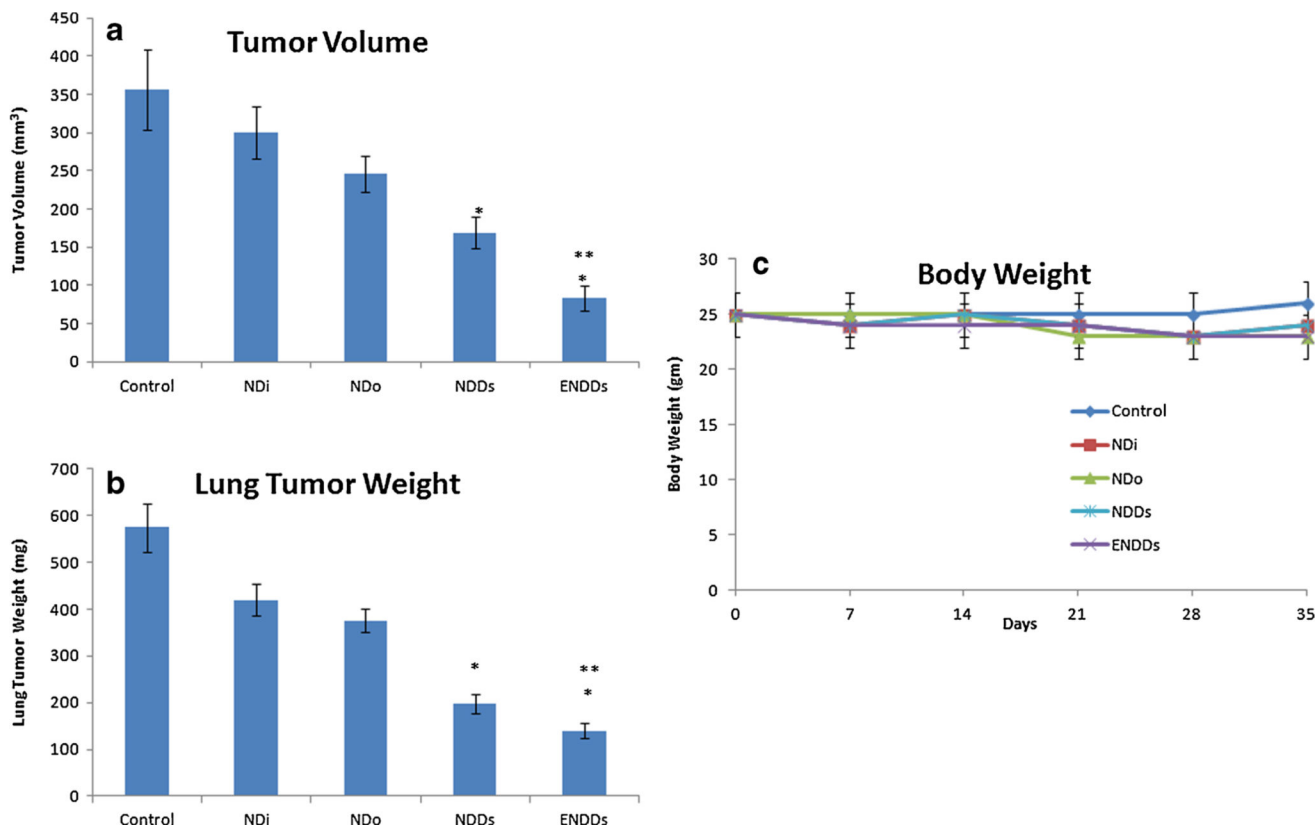 a Tumor Volume
Tumor Volume (mm³)
450
400
350
300
250
200
150
100
50
0
*
**
*
Control NDi NDo NDDs ENDDs
b Lung Tumor Weight
Lung Tumor Weight (mg)
700
600
500
400
300
200
100
0
*
**
*
Control NDi NDo NDDs ENDDs
c Body Weight
Body Weight (gm)
30
25
20
15
10
5
0
Control
NDi
NDo
NDDs
ENDDs
0 7 14 21 28 35
Days